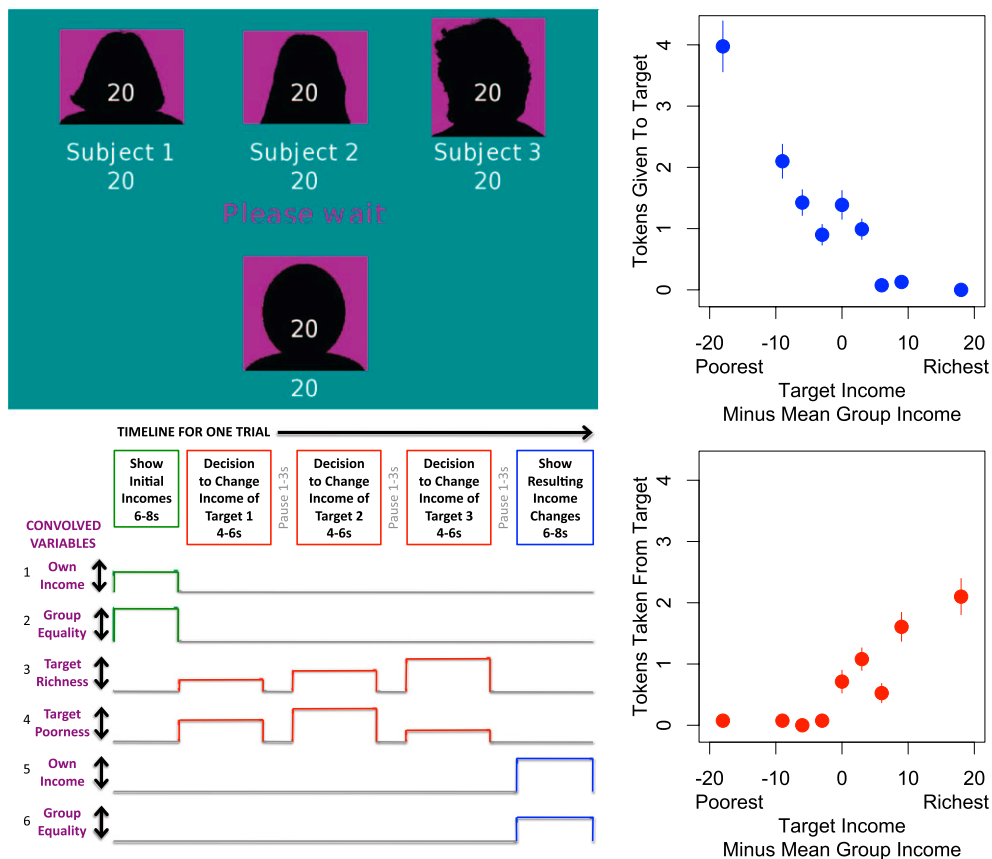 20 20 20
Subject 1 Subject 2 Subject 3
20 20 20
Please wait
20
20
TIMELINE FOR ONE TRIAL
Show
Initial
Incomes
6-8s
Decision
to Change
Income of
Target 1
4-6s
Pause 1-3s
Decision
to Change
Income of
Target 2
4-6s
Pause 1-3s
Decision
to Change
Income of
Target 3
4-6s
Pause 1-3s
Show
Resulting
Income
Changes
6-8s
CONVOLVED
VARIABLES
1 Own
Income
2 Group
Equality
3 Target
Richness
4 Target
Poorness
5 Own
Income
6 Group
Equality
Tokens Given To Target
4
3
2
1
0
-20 -10 0 10 20
Poorest Richest
Target Income
Minus Mean Group Income
Tokens Taken From Target
4
3
2
1
0
-20 -10 0 10 20
Poorest Richest
Target Income
Minus Mean Group Income